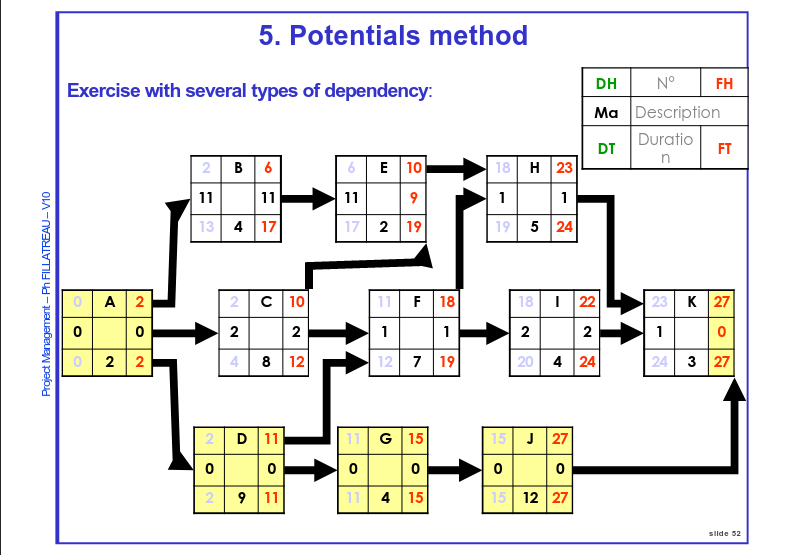 5. Potentials method
Exercise with several types of dependency:
DH N° FH
Ma Description
DT Duratio
n FT
2 B 6
11 11
13 4 17
6 E 10
11 9
17 2 19
18 H 23
1 1
19 5 24
0 A 2
0 0
0 2 2
2 C 10
2 2
4 8 12
11 F 18
1 1
12 7 19
18 I 22
2 2
20 4 24
23 K 27
1 0
24 3 27
2 D 11
0 0
2 9 11
11 G 15
0 0
11 4 15
15 J 27
0 0
15 12 27
Project Management – Ph FILLATREAU – V10
slide 52